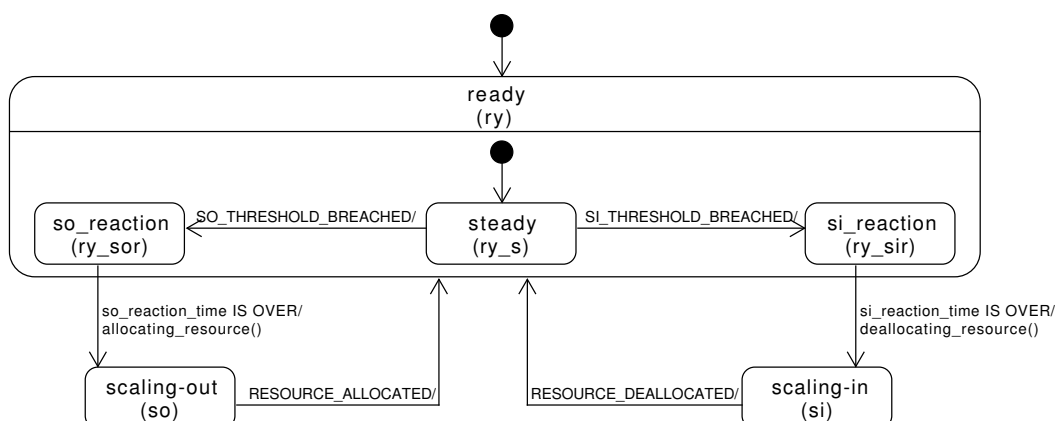 ready
(ry)
so_reaction
(ry_sor)
SO_THRESHOLD_BREACHED/
steady
(ry_s)
SI_THRESHOLD_BREACHED/
si_reaction
(ry_sir)
so_reaction_time IS OVER/
allocating_resource()
si_reaction_time IS OVER/
deallocating_resource()
scaling-out
(so)
RESOURCE_ALLOCATED/
RESOURCE_DEALLOCATED/
scaling-in
(si)